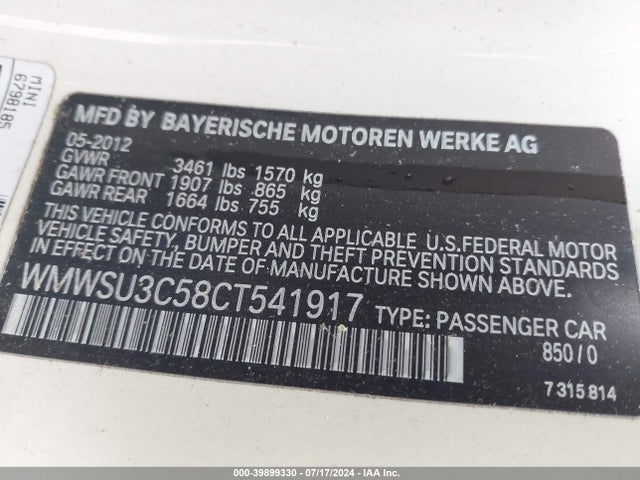 MINI
6798185
MFD BY BAYERISCHE MOTOREN WERKE AG
05-2012
GVWR 3461 lbs 1570 kg
GAWR FRONT 1907 lbs 865 kg
GAWR REAR 1664 lbs 755 kg
THIS VEHICLE CONFORMS TO ALL APPLICABLE U.S.FEDERAL MOTOR
VEHICLE SAFETY, BUMPER AND THEFT PREVENTION STANDARDS
IN EFFECT ON THE DATE OF MANUFACTURE SHOWN ABOVE.
WMWSU3C58CT541917 TYPE: PASSENGER CAR
850/0
7 315 814
000-39899330 - 07/17/2024 - IAA Inc.